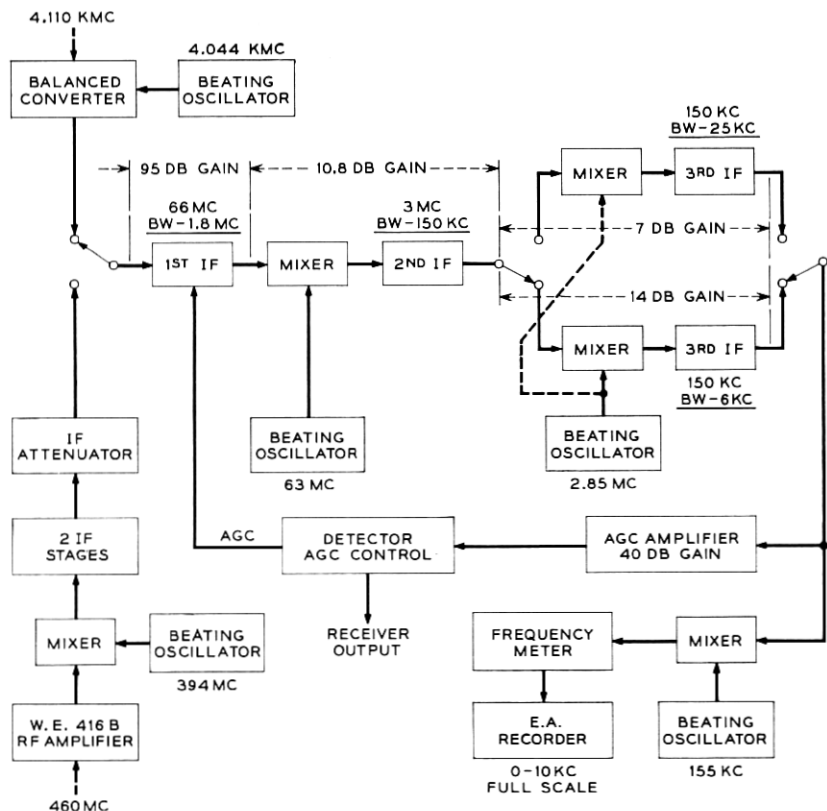 4.110 KMC
4.044 KMC
BALANCED
CONVERTER
BEATING
OSCILLATOR
150 KC
BW-25KC
MIXER
3RD IF
95 DB GAIN
10.8 DB GAIN
66 MC
BW-1.8 MC
3 MC
BW-150 KC
7 DB GAIN
1ST IF
MIXER
2ND IF
14 DB GAIN
MIXER
3RD IF
150 KC
BW-6KC
IF
ATTENUATOR
BEATING
OSCILLATOR
63 MC
BEATING
OSCILLATOR
2.85 MC
2 IF
STAGES
AGC
DETECTOR
AGC CONTROL
AGC AMPLIFIER
40 DB GAIN
MIXER
BEATING
OSCILLATOR
394 MC
RECEIVER
OUTPUT
FREQUENCY
METER
MIXER
W. E. 416 B
RF AMPLIFIER
E.A.
RECORDER
BEATING
OSCILLATOR
460 MC
0-10 KC
FULL SCALE
155 KC